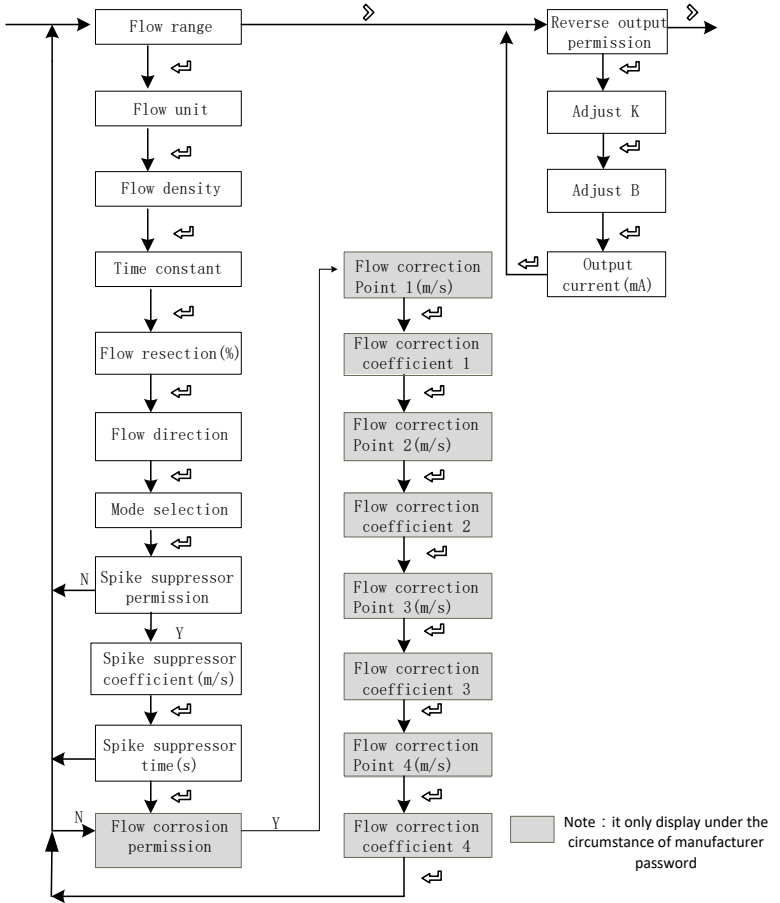 Flow range
Flow unit
Flow density
Time constant
Flow resection(%)
Flow direction
Mode selection
N
Spike suppressor
permission
Y
Spike suppressor
coefficient(m/s)
Spike suppressor
time(s)
N
Flow corrosion
permission
Y
Flow correction
Point 1(m/s)
Flow correction
coefficient 1
Flow correction
Point 2(m/s)
Flow correction
coefficient 2
Flow correction
Point 3(m/s)
Flow correction
coefficient 3
Flow correction
Point 4(m/s)
Flow correction
coefficient 4
Reverse output
permission
Adjust K
Adjust B
Output
current(mA)
Note：it only display under the
circumstance of manufacturer
password